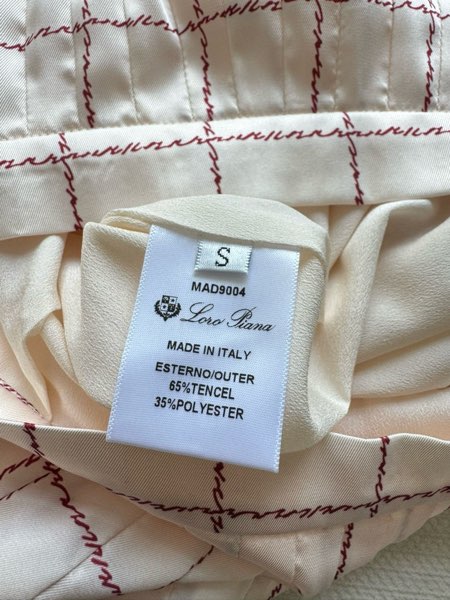 S
MAD9004
Loro Piana
MADE IN ITALY
ESTERNO/OUTER
65%TENCEL
35%POLYESTER